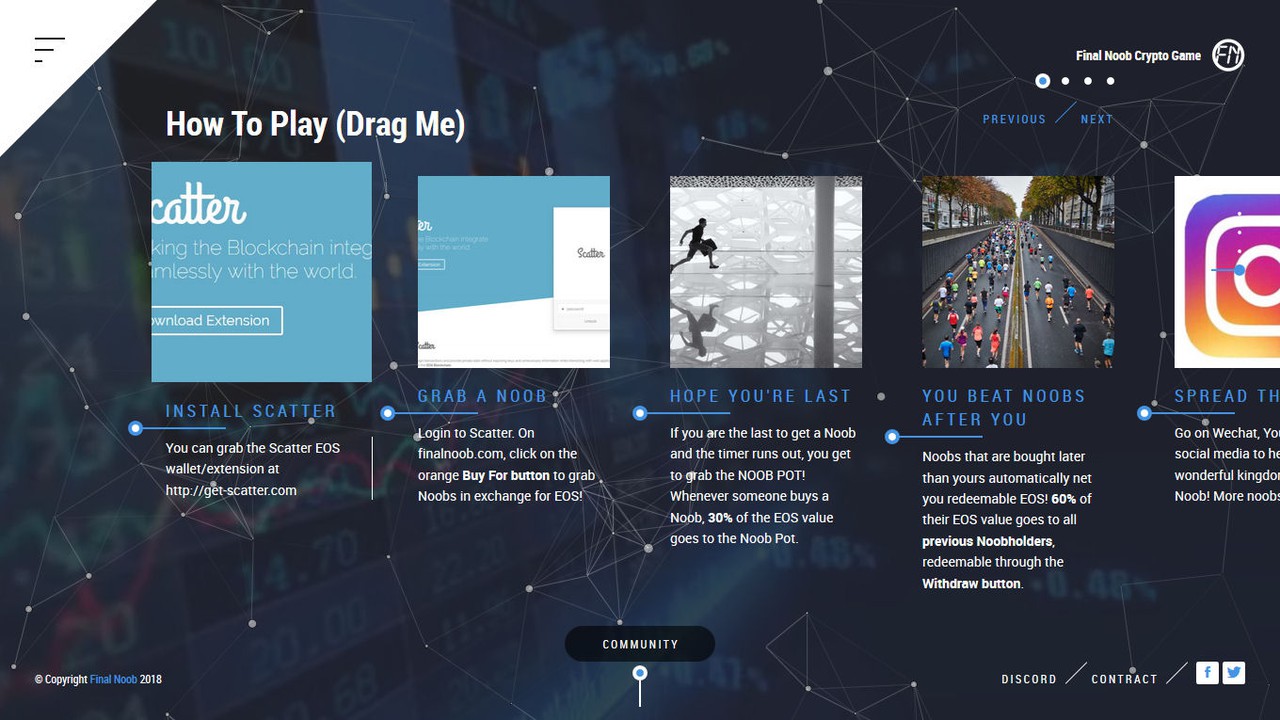 Final Noob Crypto Game
FN
How To Play (Drag Me)
PREVIOUS
NEXT
catter
king the Blockchain integ
mlessly with the world.
ownload Extension
INSTALL SCATTER
You can grab the Scatter EOS
wallet/extension at
http://get-scatter.com
Scatter
GRAB A NOOB
Login to Scatter. On
finalnoob.com, click on the
orange Buy For button to grab
Noobs in exchange for EOS!
HOPE YOU'RE LAST
If you are the last to get a Noob
and the timer runs out, you get
to grab the NOOB POT!
Whenever someone buys a
Noob, 30% of the EOS value
goes to the Noob Pot.
YOU BEAT NOOBS
AFTER YOU
Noobs that are bought later
than yours automatically net
you redeemable EOS! 60% of
their EOS value goes to all
previous Noobholders,
redeemable through the
Withdraw button.
SPREAD TH
Go on Wechat, You
social media to he
wonderful kingdo
Noob! More noobs
COMMUNITY
© Copyright Final Noob 2018
DISCORD
CONTRACT